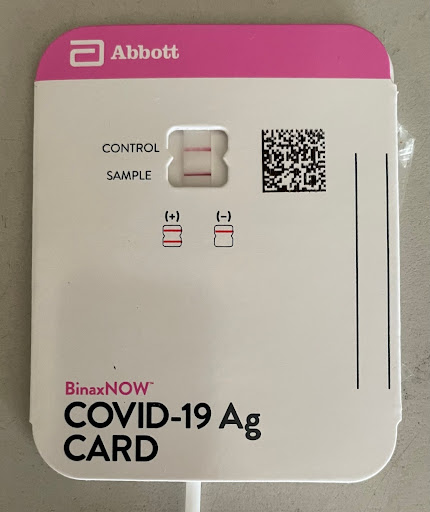 Abbott
CONTROL
SAMPLE
(+) (-)
BinaxNOW™
COVID-19 Ag
CARD